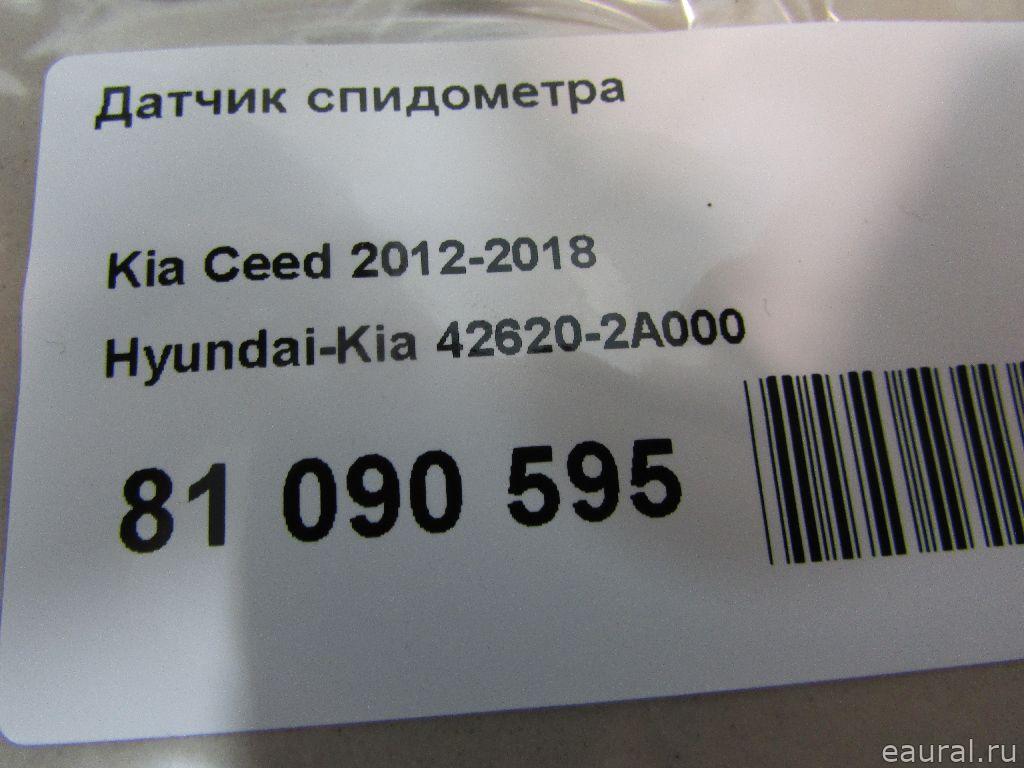 Датчик спидометра
Kia Ceed 2012-2018
Hyundai-Kia 42620-2A000
81 090 595
eaural.ru